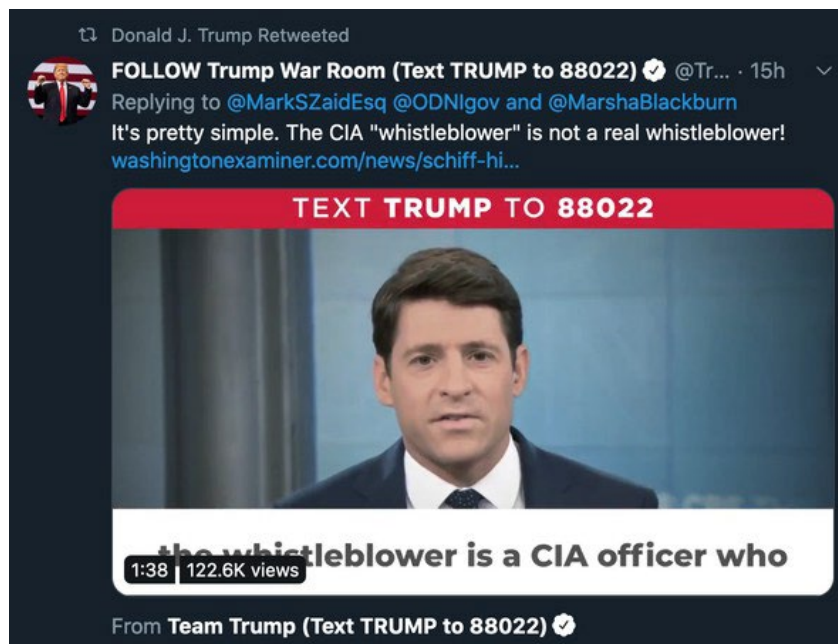 Donald J. Trump Retweeted
FOLLOW Trump War Room (Text TRUMP to 88022) @Tr... · 15h
Replying to @MarkSZaidEsq @ODNIgov and @MarshaBlackburn
It's pretty simple. The CIA "whistleblower" is not a real whistleblower!
washingtonexaminer.com/news/schiff-hi...
TEXT TRUMP TO 88022
the whistleblower is a CIA officer who
1:38 122.6K views
From Team Trump (Text TRUMP to 88022)